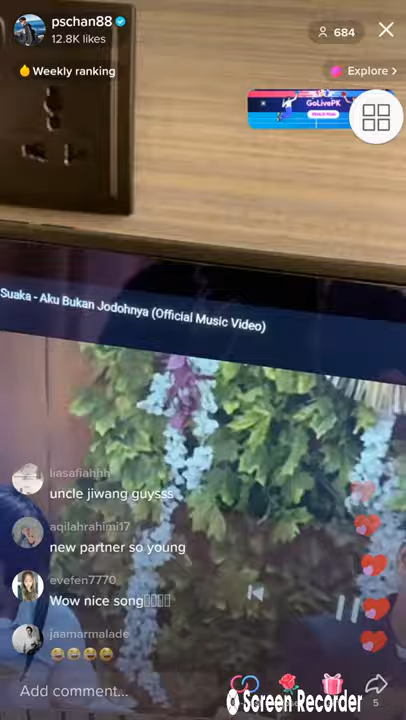 pschan88
12.8K likes
684
Weekly ranking
Explore >
GoLivePK
Suaka - Aku Bukan Jodohnya (Official Music Video)
liasafiahhh
uncle jiwang guysss
aqilahrahimi17
new partner so young
evefen7770
Wow nice song
jaamarmalade
😂😂😂😂
Add comment...
Screen Recorder
5